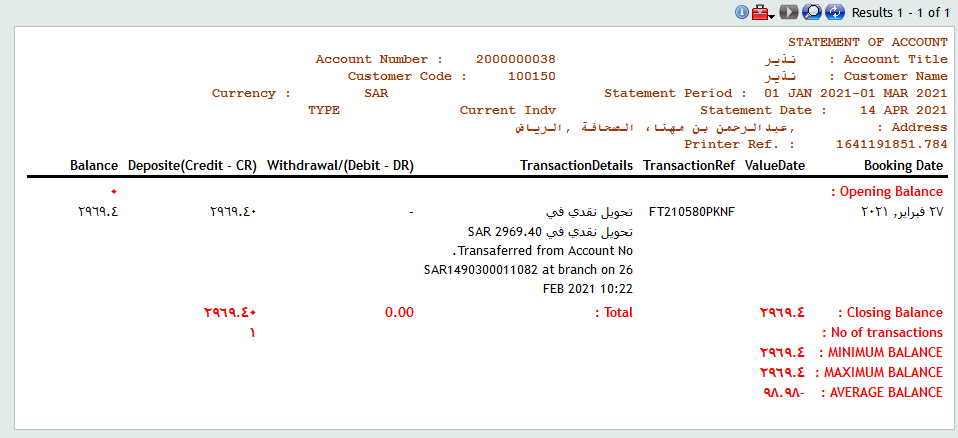 Results 1 - 1 of 1
STATEMENT OF ACCOUNT
Account Title : نذير Account Number : 2000000038
Customer Name : نذير Customer Code : 100150
Statement Period : 01 JAN 2021-01 MAR 2021 Currency : SAR
Statement Date : 14 APR 2021 Current Indv TYPE
Address : عبدالرحمن بن مهنا، الصحافة ,الرياض,
Printer Ref. : 1641191851.784
Booking Date ValueDate TransactionRef TransactionDetails Withdrawal/(Debit - DR) Deposite(Credit - CR) Balance
Opening Balance : ٠
٢٧ فبراير, ٢٠٢١ FT210580PKNF تحويل نقدي في - ٢٩٦٩.٤٠ ٢٩٦٩.٤
تحويل نقدي في SAR 2969.40
Transaferred from Account No.
SAR1490300011082 at branch on 26
FEB 2021 10:22
Closing Balance : ٢٩٦٩.٤ Total : 0.00 ٢٩٦٩.٤٠
No of transactions : ١
MINIMUM BALANCE : ٢٩٦٩.٤
MAXIMUM BALANCE : ٢٩٦٩.٤
AVERAGE BALANCE : ٩٨.٩٨-